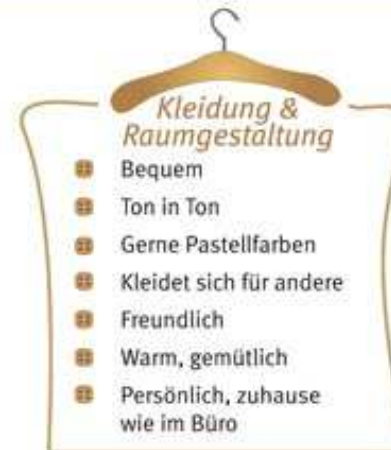 Kleidung &
Raumgestaltung
Bequem
Ton in Ton
Gerne Pastellfarben
Kleidet sich für andere
Freundlich
Warm, gemütlich
Persönlich, zuhause
wie im Büro